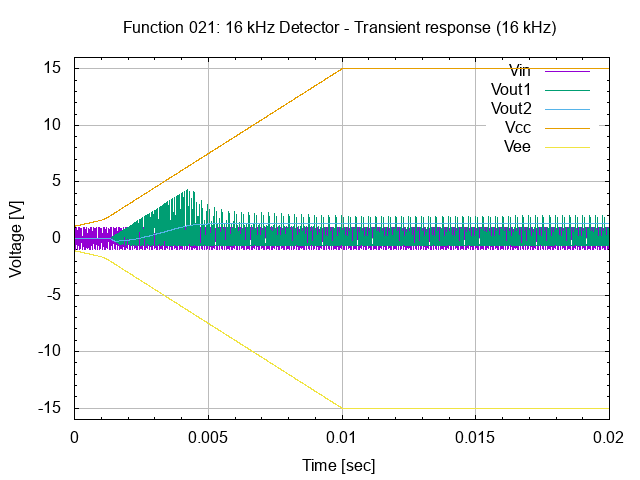 Function 021: 16 kHz Detector - Transient response (16 kHz)
15
10
5
0
-5
-10
-15
Voltage [V]
Vin
Vout1
Vout2
Vcc
Vee
0
0.005
0.01
0.015
0.02
Time [sec]